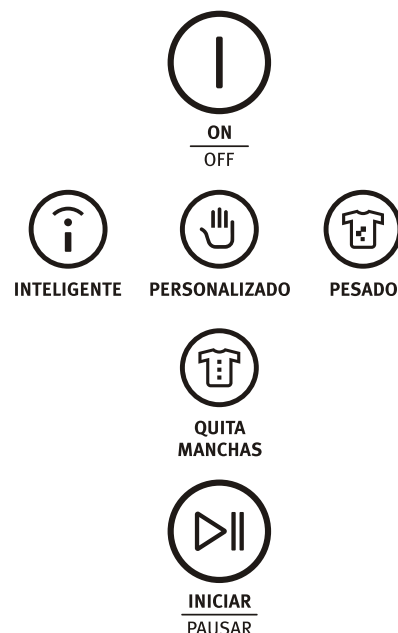 ON
OFF
INTELIGENTE PERSONALIZADO PESADO
QUITA
MANCHAS
INICIAR
PAUSAR